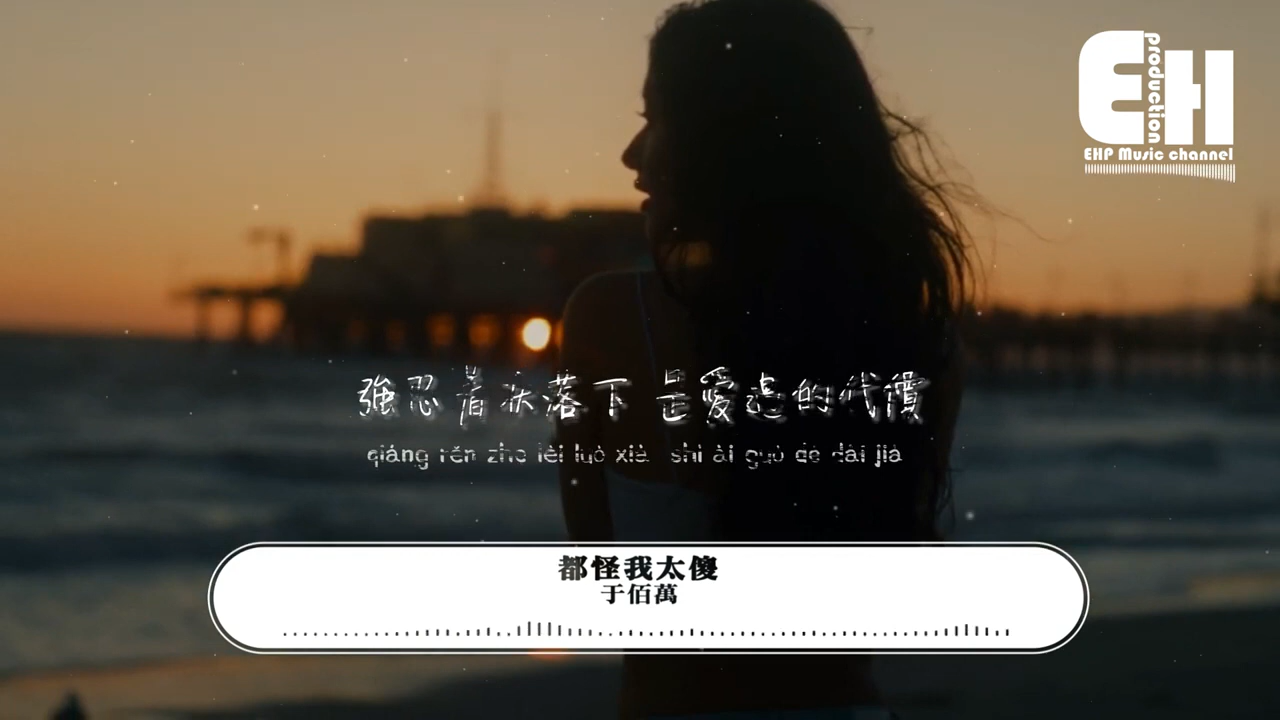 EH
production
EHP Music channel
強忍着淚落下 是愛過的代價
qiáng rěn zhe lèi luò xià shì ài guò de dài jià
都怪我太傻
于佰萬